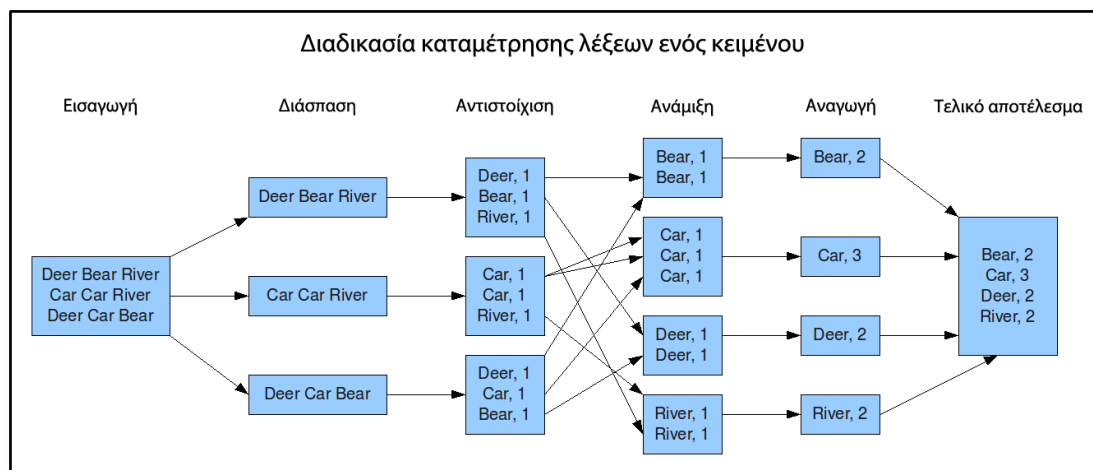 Διαδικασία καταμέτρησης λέξεων ενός κειμένου
Εισαγωγή
Διάσπαση
Αντιστοίχιση
Ανάμιξη
Αναγωγή
Τελικό αποτέλεσμα
Deer Bear River
Car Car River
Deer Car Bear
Deer Bear River
Car Car River
Deer Car Bear
Deer, 1
Bear, 1
River, 1
Car, 1
Car, 1
River, 1
Deer, 1
Car, 1
Bear, 1
Bear, 1
Bear, 1
Car, 1
Car, 1
Car, 1
Deer, 1
Deer, 1
River, 1
River, 1
Bear, 2
Car, 3
Deer, 2
River, 2
Bear, 2
Car, 3
Deer, 2
River, 2